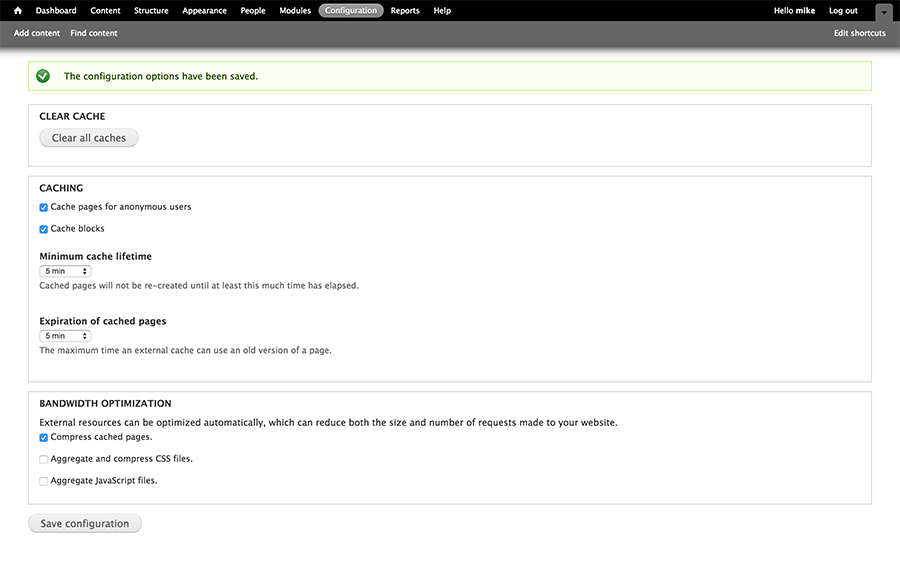 Dashboard Content Structure Appearance People Modules Configuration Reports Help Hello mike Log out
Add content Find content Edit shortcuts
The configuration options have been saved.
CLEAR CACHE
Clear all caches
CACHING
Cache pages for anonymous users
Cache blocks
Minimum cache lifetime
5 min
Cached pages will not be re-created until at least this much time has elapsed.
Expiration of cached pages
5 min
The maximum time an external cache can use an old version of a page.
BANDWIDTH OPTIMIZATION
External resources can be optimized automatically, which can reduce both the size and number of requests made to your website.
Compress cached pages.
Aggregate and compress CSS files.
Aggregate JavaScript files.
Save configuration